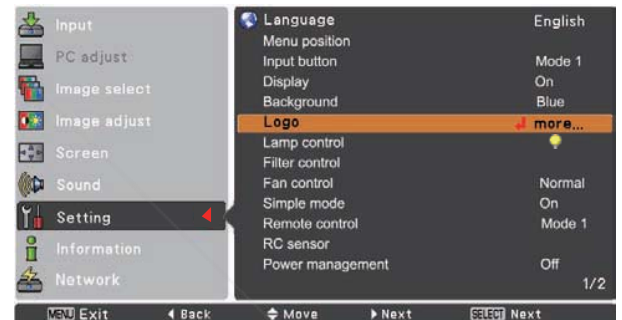 Input
PC adjust
Image select
Image adjust
Screen
Sound
Setting
Information
Network
Language English
Menu position
Input button Mode 1
Display On
Background Blue
Logo more...
Lamp control
Filter control
Fan control Normal
Simple mode On
Remote control Mode 1
RC sensor
Power management Off
1/2
MENU Exit Back Move Next SELECT Next